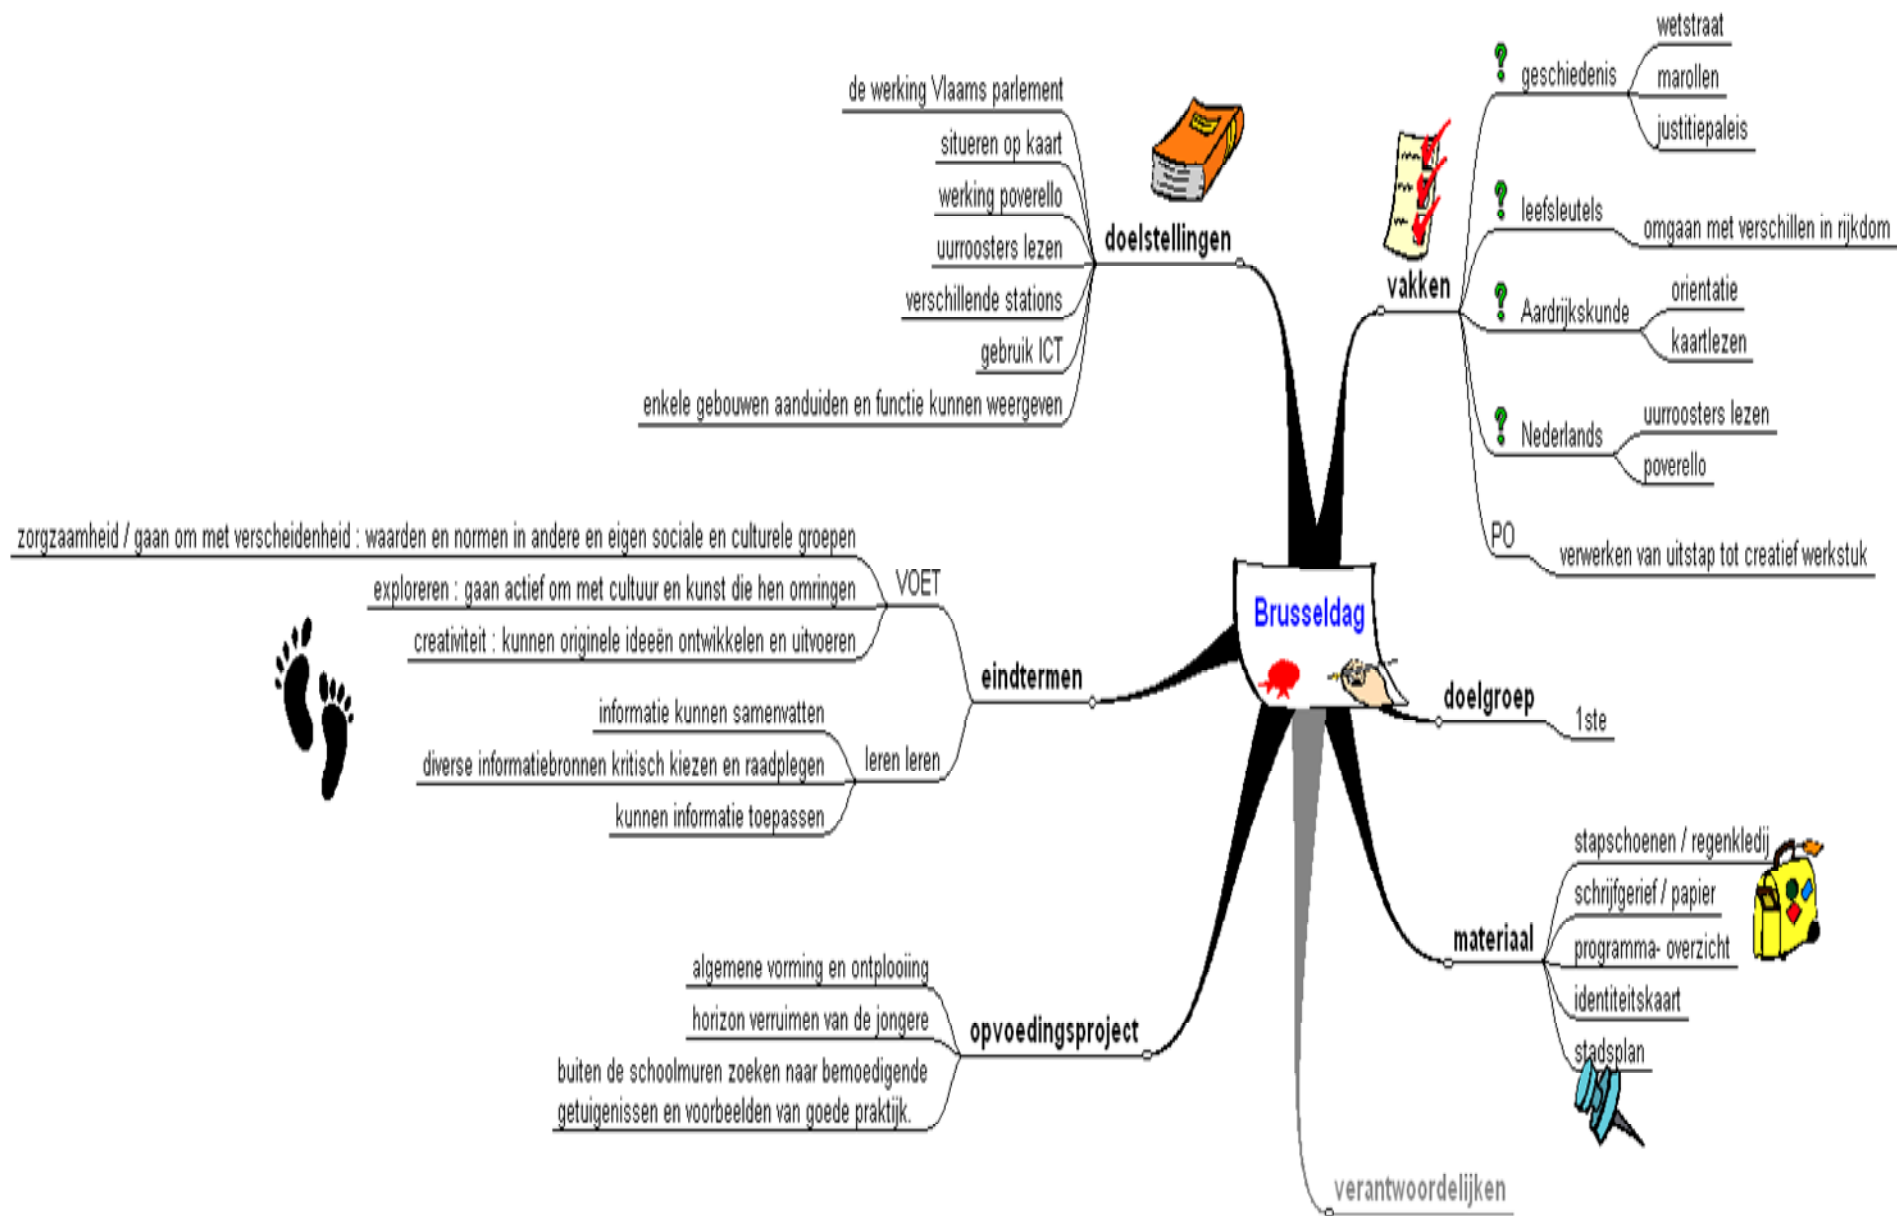 Brusseldag
doelstellingen
de werking Vlaams parlement
situeren op kaart
werking poverello
uurroosters lezen
verschillende stations
gebruik ICT
enkele gebouwen aanduiden en functie kunnen weergeven
vakken
geschiedenis
wetstraat
marollen
justitiepaleis
leefsleutels
omgaan met verschillen in rijkdom
Aardrijkskunde
orientatie
kaartlezen
Nederlands
uurroosters lezen
poverello
PO
verwerken van uitstap tot creatief werkstuk
eindtermen
VOET
zorgzaamheid / gaan om met verscheidenheid : waarden en normen in andere en eigen sociale en culturele groepen
exploreren : gaan actief om met cultuur en kunst die hen omringen
creativiteit : kunnen originele ideeën ontwikkelen en uitvoeren
leren leren
informatie kunnen samenvatten
diverse informatiebronnen kritisch kiezen en raadplegen
kunnen informatie toepassen
doelgroep
1ste
materiaal
stapschoenen / regenkledij
schrijfgerief / papier
programma- overzicht
identiteitskaart
stadsplan
opvoedingsproject
algemene vorming en ontplooiing
horizon verruimen van de jongere
buiten de schoolmuren zoeken naar bemoedigende
getuigenissen en voorbeelden van goede praktijk.
verantwoordelijken